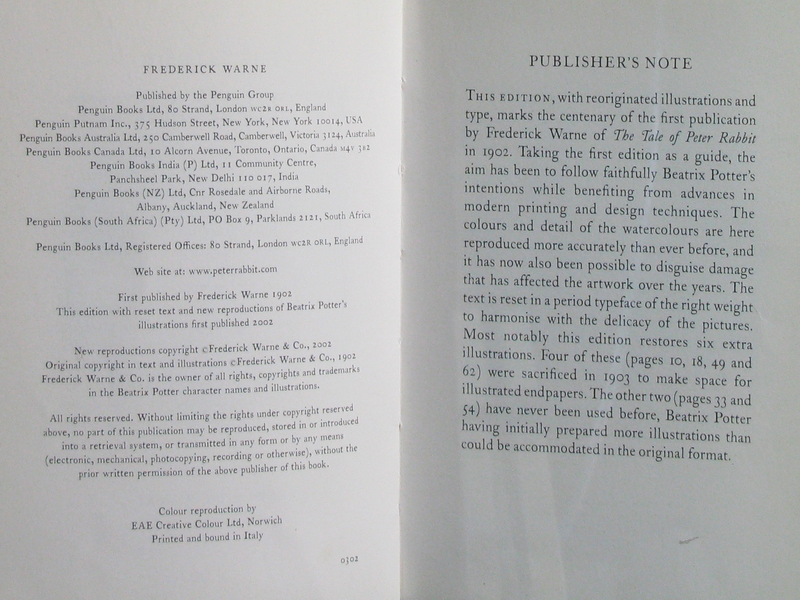 FREDERICK WARNE
Published by the Penguin Group
Penguin Books Ltd, 80 Strand, London WC2R 0RL, England
Penguin Putnam Inc., 375 Hudson Street, New York, New York 10014, USA
Penguin Books Australia Ltd, 250 Camberwell Road, Camberwell, Victoria 3124, Australia
Penguin Books Canada Ltd, 10 Alcorn Avenue, Toronto, Ontario, Canada M4V 3B2
Penguin Books India (P) Ltd, 11 Community Centre,
Panchsheel Park, New Delhi 110 017, India
Penguin Books (NZ) Ltd, Cnr Rosedale and Airborne Roads,
Albany, Auckland, New Zealand
Penguin Books (South Africa) (Pty) Ltd, PO Box 9, Parklands 2121, South Africa
Penguin Books Ltd, Registered Offices: 80 Strand, London WC2R 0RL, England
Web site at: www.peterrabbit.com
First published by Frederick Warne 1902
This edition with reset text and new reproductions of Beatrix Potter's
illustrations first published 2002
New reproductions copyright © Frederick Warne & Co., 2002
Original copyright in text and illustrations © Frederick Warne & Co., 1902
Frederick Warne & Co. is the owner of all rights, copyrights and trademarks
in the Beatrix Potter character names and illustrations.
All rights reserved. Without limiting the rights under copyright reserved
above, no part of this publication may be reproduced, stored in or introduced
into a retrieval system, or transmitted in any form or by any means
(electronic, mechanical, photocopying, recording or otherwise), without the
prior written permission of the above publisher of this book.
Colour reproduction by
EAE Creative Colour Ltd, Norwich
Printed and bound in Italy
0302
PUBLISHER'S NOTE
THIS EDITION, with reoriginated illustrations and
type, marks the centenary of the first publication
by Frederick Warne of The Tale of Peter Rabbit
in 1902. Taking the first edition as a guide, the
aim has been to follow faithfully Beatrix Potter's
intentions while benefiting from advances in
modern printing and design techniques. The
colours and detail of the watercolours are here
reproduced more accurately than ever before, and
it has now also been possible to disguise damage
that has affected the artwork over the years. The
text is reset in a period typeface of the right weight
to harmonise with the delicacy of the pictures.
Most notably this edition restores six extra
illustrations. Four of these (pages 10, 18, 49 and
62) were sacrificed in 1903 to make space for
illustrated endpapers. The other two (pages 33 and
54) have never been used before, Beatrix Potter
having initially prepared more illustrations than
could be accommodated in the original format.